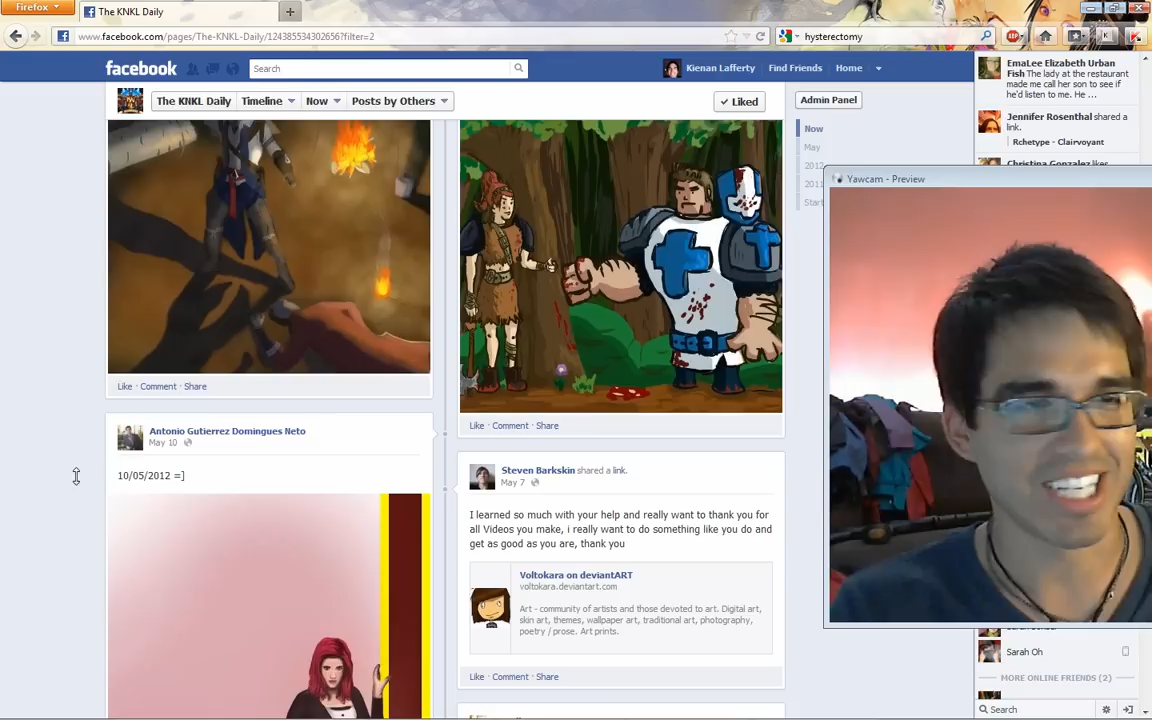 Firefox
The KNKL Daily
www.facebook.com/pages/The-KNKL-Daily/124385534302656?filter=2
hysterectomy
facebook
Search
Kienan Lafferty
Find Friends
Home
The KNKL Daily
Timeline
Now
Posts by Others
Liked
Admin Panel
Now
May
2012
2011
Start
EmaLee Elizabeth Urban
Fish The lady at the restaurant
made me call her son to see if
he'd listen to me. He ...
Jennifer Rosenthal shared a
link.
Rchetype - Clairvoyant
Christina Gonzalez likes
Yawcam - Preview
Like · Comment · Share
Antonio Gutierrez Domingues Neto
May 10
10/05/2012 =]
Like · Comment · Share
Steven Barkskin shared a link.
May 7
I learned so much with your help and really want to thank you for
all Videos you make, i really want to do something like you do and
get as good as you are, thank you
Voltokara on deviantART
voltokara.deviantart.com
Art - community of artists and those devoted to art. Digital art,
skin art, themes, wallpaper art, traditional art, photography,
poetry / prose. Art prints.
Like · Comment · Share
Sarah Oh
MORE ONLINE FRIENDS (2)
Search